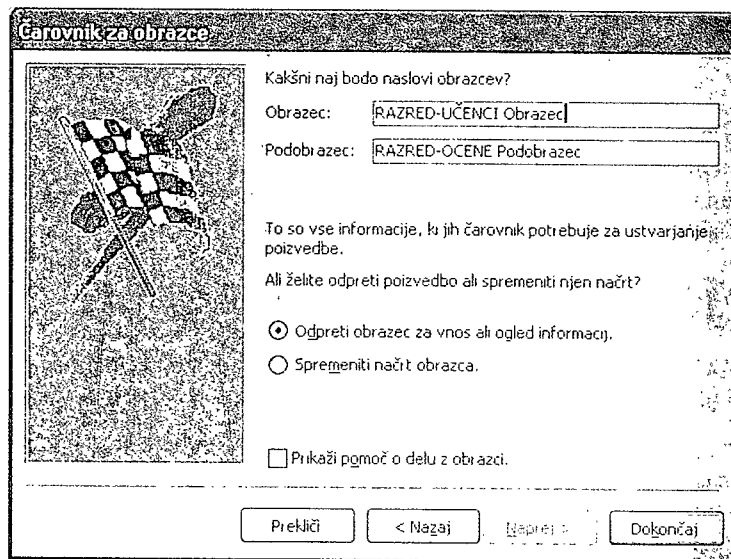 Čarovnik za obrazce
Kakšni naj bodo naslovi obrazcev?
Obrazec: RAZRED-UČENCI Obrazec
Podobrazec: RAZRED-OCENE Podobrazec
To so vse informacije, ki jih čarovnik potrebuje za ustvarjanje
poizvedbe.
Ali želite odpreti poizvedbo ali spremeniti njen načrt?
Odpreti obrazec za vnos ali ogled informacij.
Spremeniti načrt obrazca.
Prikaži pomoč o delu z obrazci.
Prekliči < Nazaj Naprej > Dokončaj